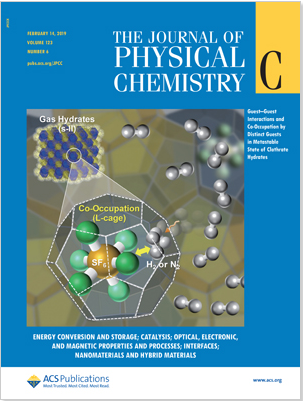 FEBRUARY 14, 2019
VOLUME 123
NUMBER 6
pubs.acs.org/JPCC
THE JOURNAL OF
PHYSICAL
CHEMISTRY
C
Guest–Guest
Interactions and
Co-Occupation by
Distinct Guests
in Metastable
State of Clathrate
Hydrates
Gas Hydrates
(s-II)
Co-Occupation
(L-cage)
SF6
H2 or N2
ENERGY CONVERSION AND STORAGE; CATALYSIS; OPTICAL, ELECTRONIC,
AND MAGNETIC PROPERTIES AND PROCESSES; INTERFACES;
NANOMATERIALS AND HYBRID MATERIALS
ACS Publications
Most Trusted. Most Cited. Most Read.
www.acs.org